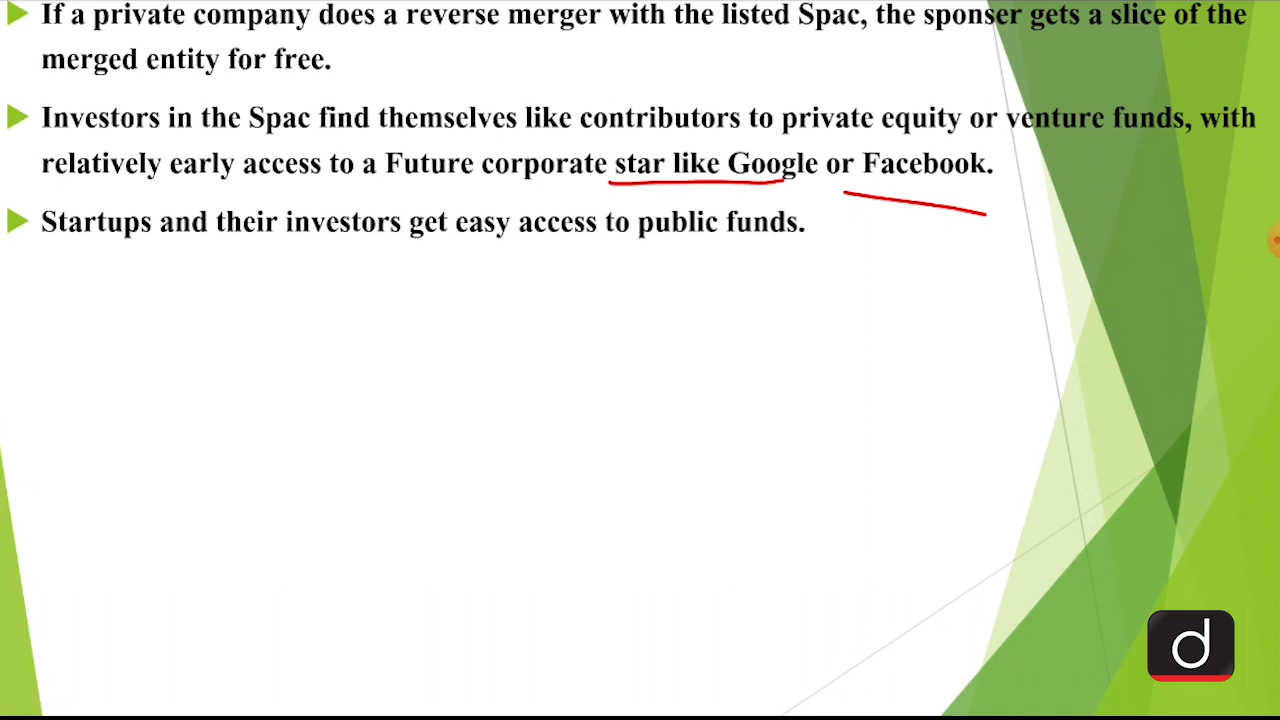 If a private company does a reverse merger with the listed Spac, the sponser gets a slice of the
merged entity for free.
Investors in the Spac find themselves like contributors to private equity or venture funds, with
relatively early access to a Future corporate star like Google or Facebook.
Startups and their investors get easy access to public funds.
d